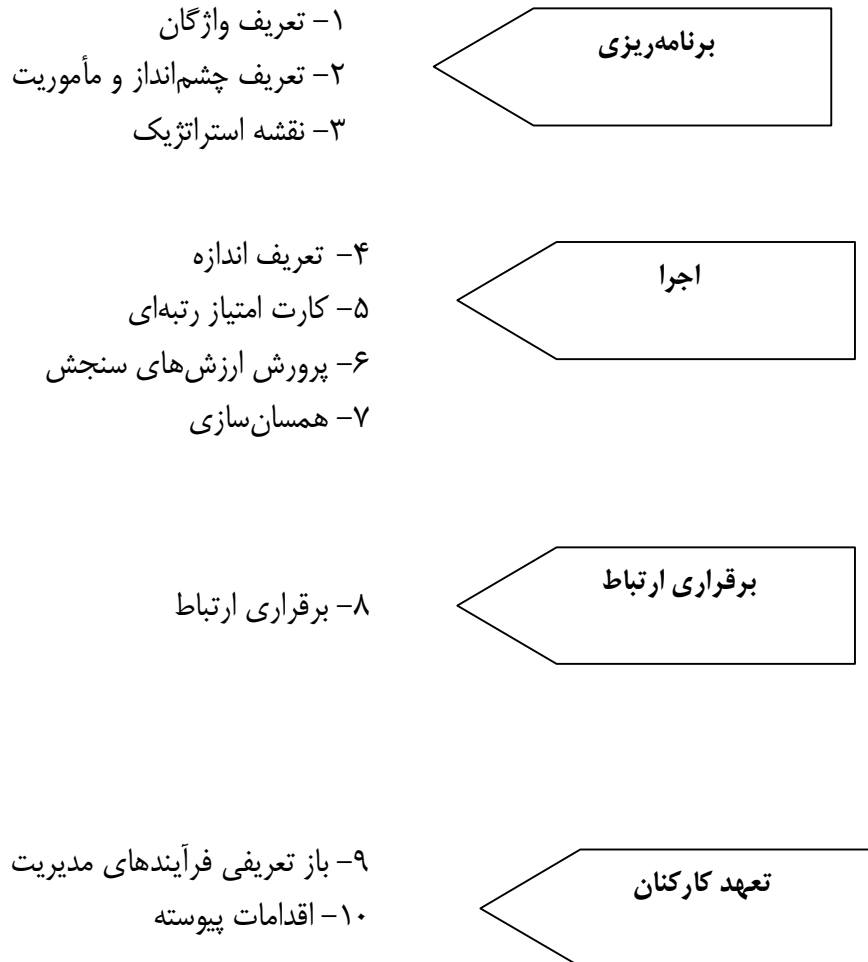 برنامه‌ریزی
۱- تعریف واژگان
۲- تعریف چشم‌انداز و مأموریت
۳- نقشه استراتژیک
اجرا
۴- تعریف اندازه
۵- کارت امتیاز رتبه‌ای
۶- پرورش ارزش‌های سنجش
۷- همسان‌سازی
برقراری ارتباط
۸- برقراری ارتباط
تعهد کارکنان
۹- باز تعریفی فرآیندهای مدیریت
۱۰- اقدامات پیوسته